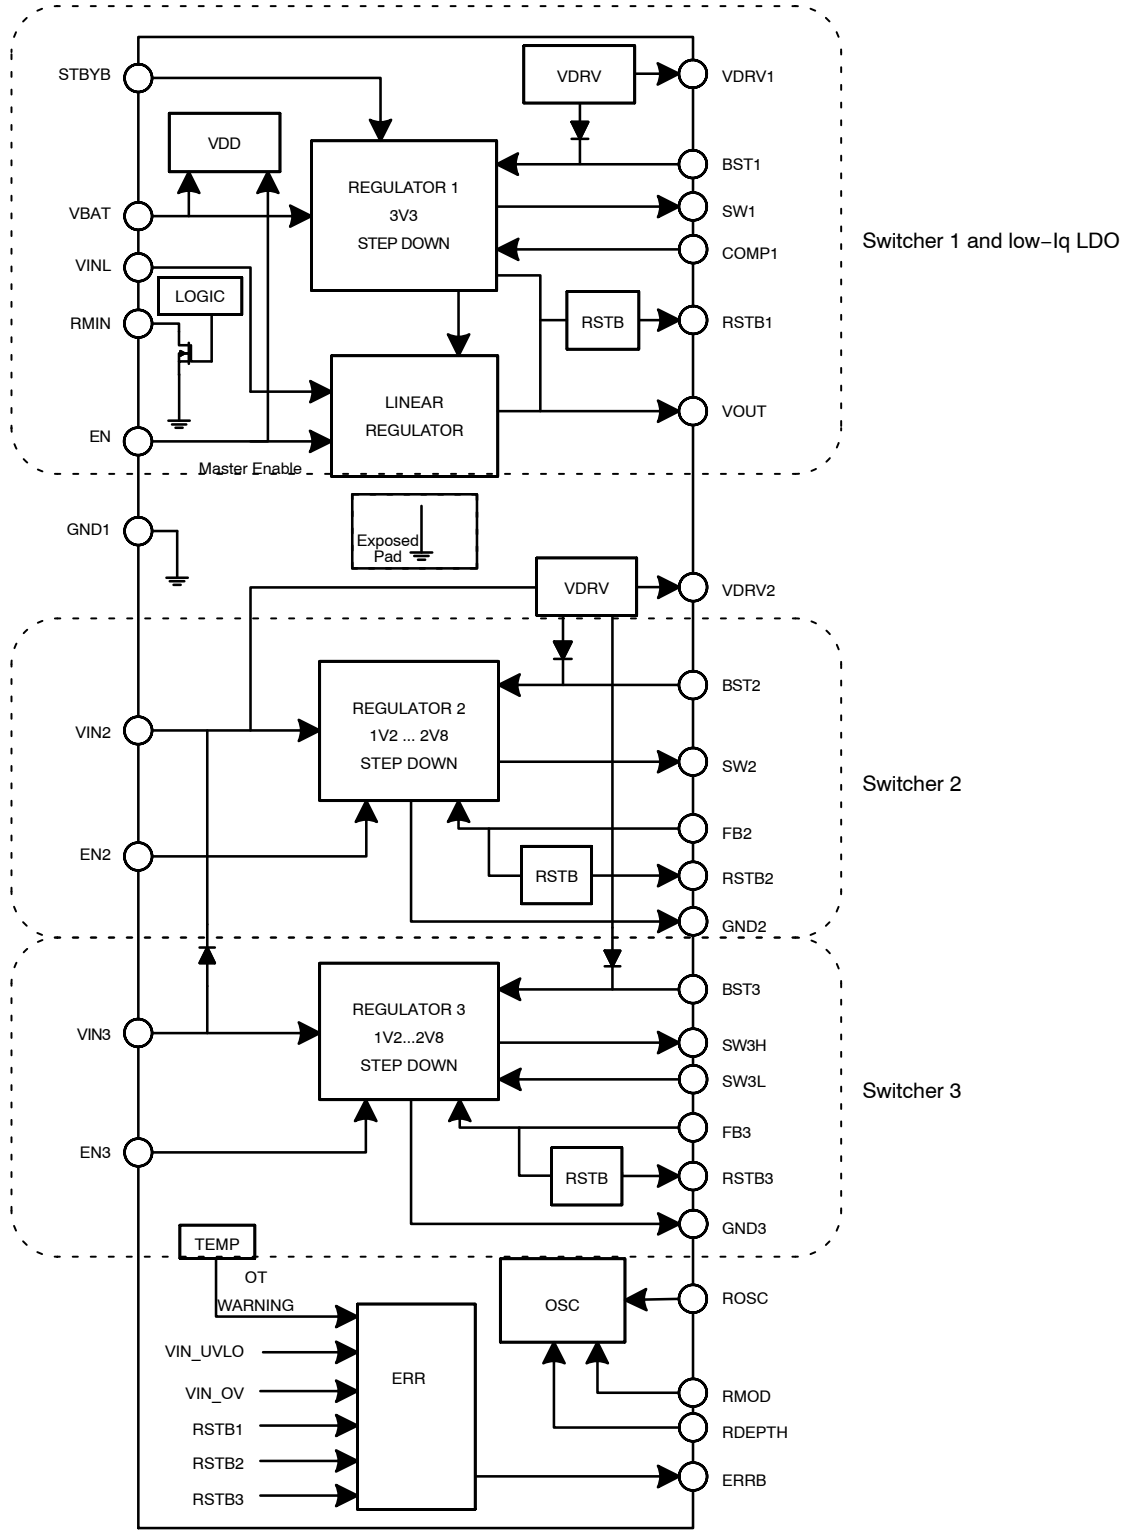 STBYB
VDRV
VDRV1
VDD
BST1
REGULATOR 1
3V3
STEP DOWN
VBAT
SW1
Switcher 1 and low−Iq LDO
COMP1
VINL
LOGIC
RMIN
RSTB
RSTB1
LINEAR
REGULATOR
VOUT
EN
Master Enable
GND1
Exposed
Pad
VDRV
VDRV2
BST2
REGULATOR 2
1V2 ... 2V8
STEP DOWN
VIN2
SW2
Switcher 2
FB2
EN2
RSTB
RSTB2
GND2
BST3
REGULATOR 3
1V2...2V8
STEP DOWN
VIN3
SW3H
SW3L
Switcher 3
FB3
EN3
RSTB
RSTB3
GND3
TEMP
OT
WARNING
OSC
ROSC
VIN_UVLO
ERR
VIN_OV
RMOD
RSTB1
RDEPTH
RSTB2
ERRB
RSTB3